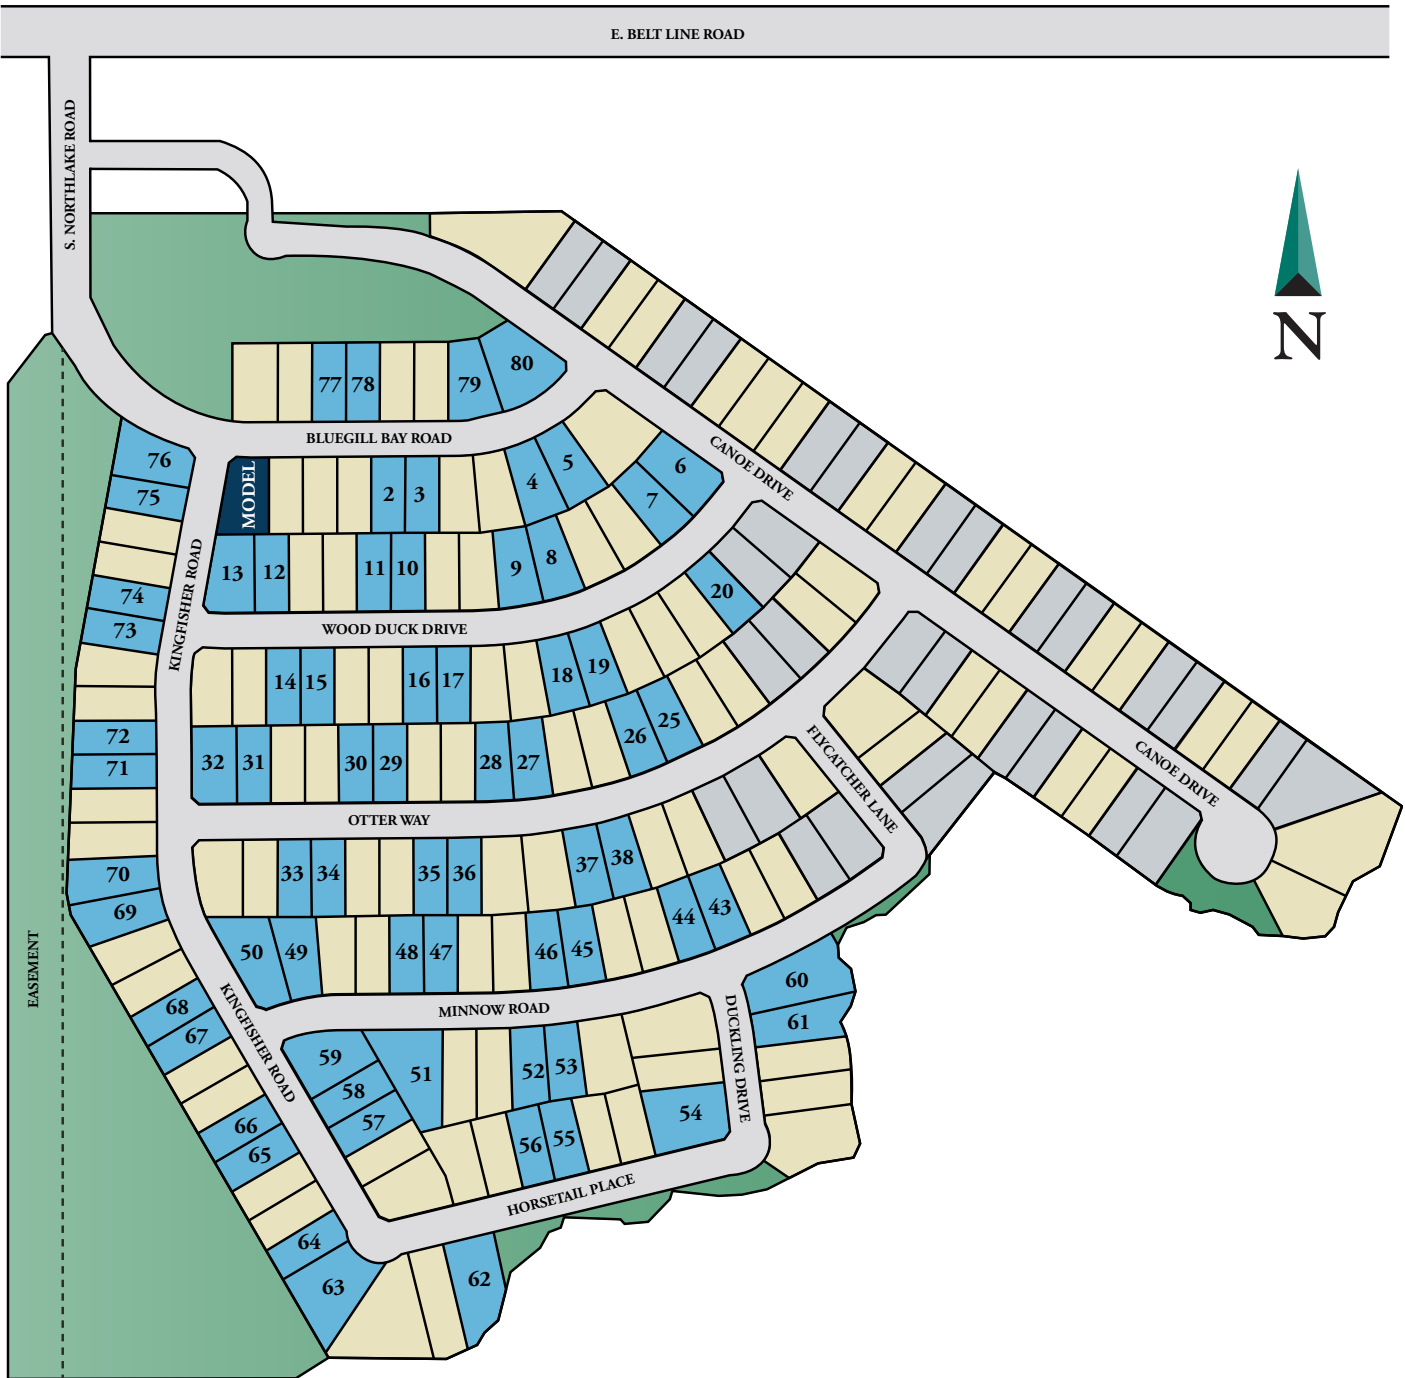 E. BELT LINE ROAD
S. NORTHLAKE ROAD
N
80
77 78 79
BLUEGILL BAY ROAD
CANOE DRIVE
76
75
MODEL
2 3 4 5 6
7
13 12 11 10 9 8
74
73
KINGFISHER ROAD
WOOD DUCK DRIVE
20
14 15 16 17 18 19
72
71
32 31 30 29 28 27 26 25
FLYCATCHER LANE
CANOE DRIVE
OTTER WAY
70
69
33 34 35 36 37 38
50 49 48 47 46 45 44 43
EASEMENT
68
67
KINGFISHER ROAD
MINNOW ROAD
DUCKLING DRIVE
60
61
59
58
57
51 52 53
54
56 55
66
65
HORSETAIL PLACE
64
63
62